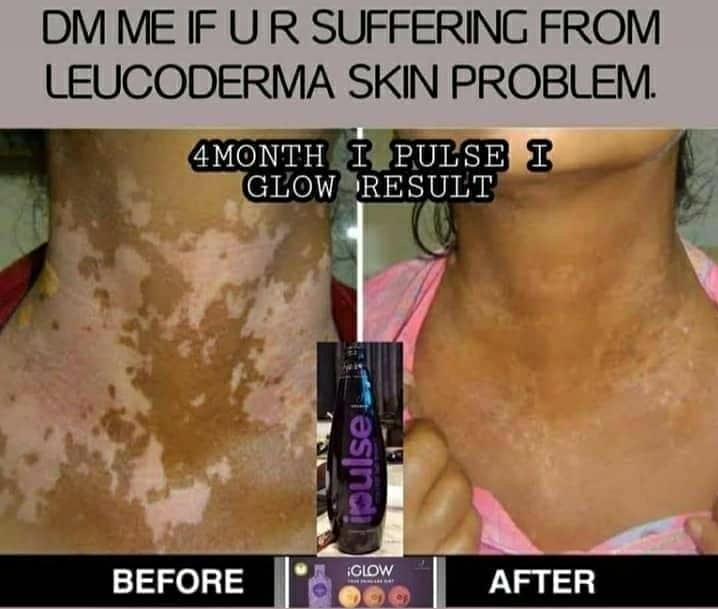 DM ME IF U R SUFFERING FROM
LEUCODERMA SKIN PROBLEM.
4MONTH I PULSE I
GLOW RESULT
ipulse
BEFORE
iGLOW
AFTER